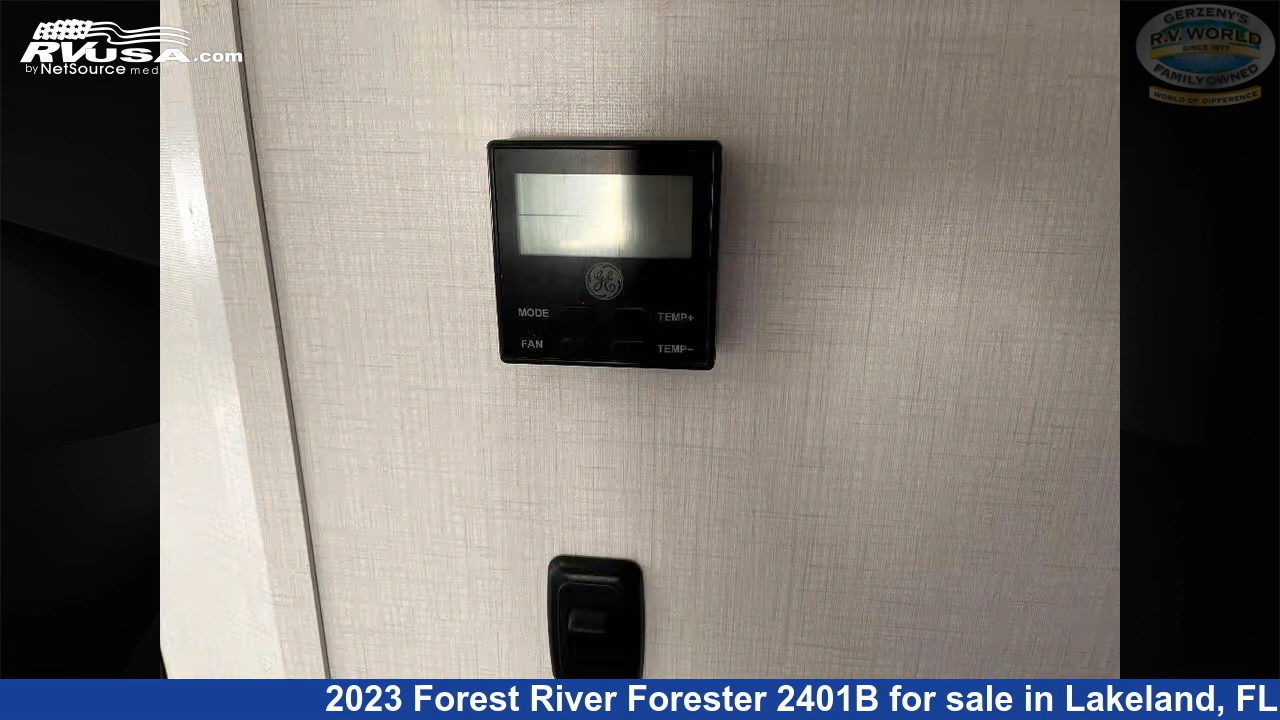 RVUSA.com
by NetSource media
GERZENY'S
R.V. WORLD
SINCE 1977
FAMILY OWNED
WORLD OF DIFFERENCE
GE
MODE
TEMP+
FAN
TEMP-
2023 Forest River Forester 2401B for sale in Lakeland, FL